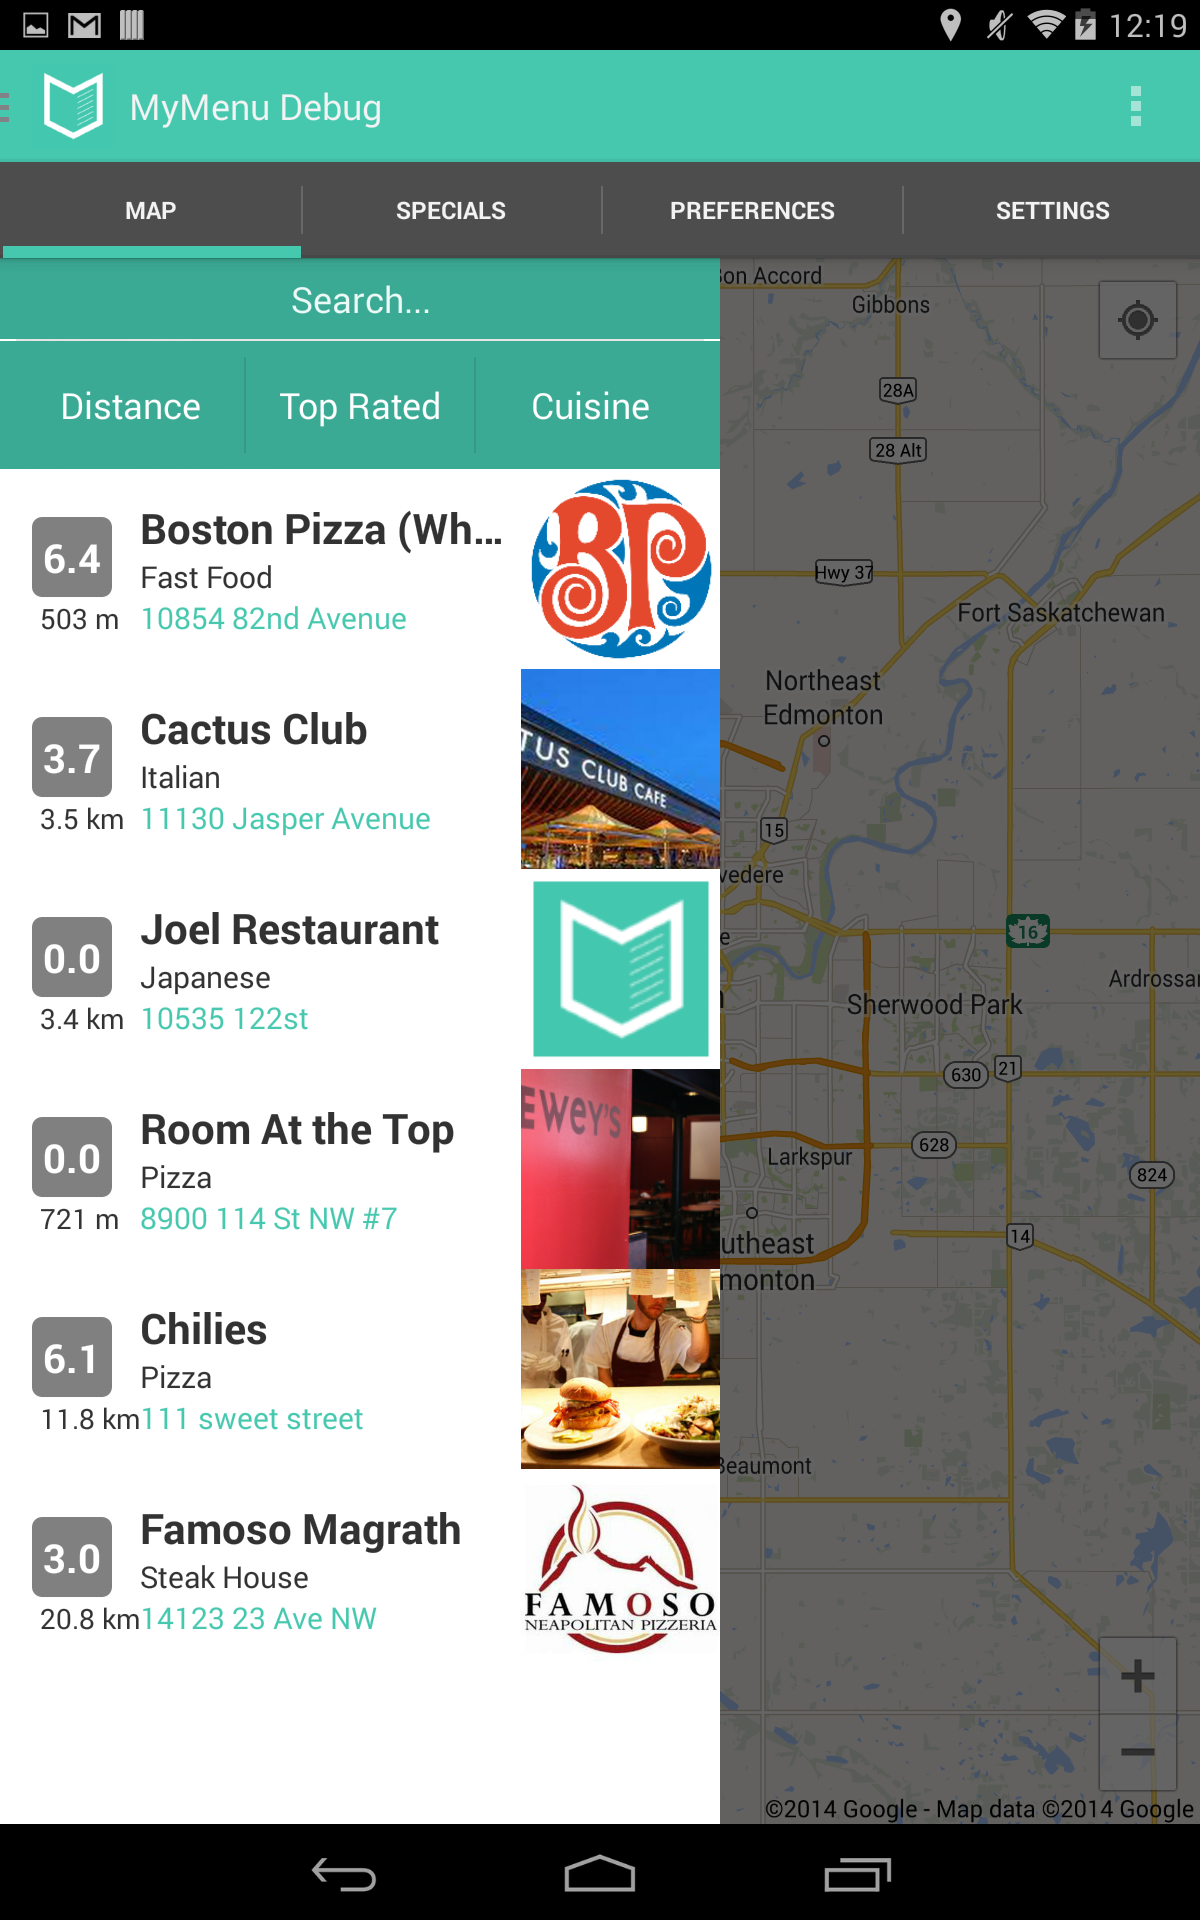 12:19
MyMenu Debug
MAP
SPECIALS
PREFERENCES
SETTINGS
Search...
Distance
Top Rated
Cuisine
6.4
Boston Pizza (Wh...
Fast Food
503 m
10854 82nd Avenue
BP
3.7
Cactus Club
Italian
3.5 km
11130 Jasper Avenue
TUS CLUB CAFE
0.0
Joel Restaurant
Japanese
3.4 km
10535 122st
0.0
Room At the Top
Pizza
721 m
8900 114 St NW #7
EWEY'S
6.1
Chilies
Pizza
11.8 km
111 sweet street
3.0
Famoso Magrath
Steak House
20.8 km
14123 23 Ave NW
FAMOSO
NEAPOLITAN PIZZERIA
Bon Accord
Gibbons
28A
28 Alt
Hwy 37
Fort Saskatchewan
Northeast
Edmonton
15
vedere
e
16
Ardrossa
Sherwood Park
630
21
628
Larkspur
824
utheast
monton
14
Beaumont
©2014 Google - Map data ©2014 Google